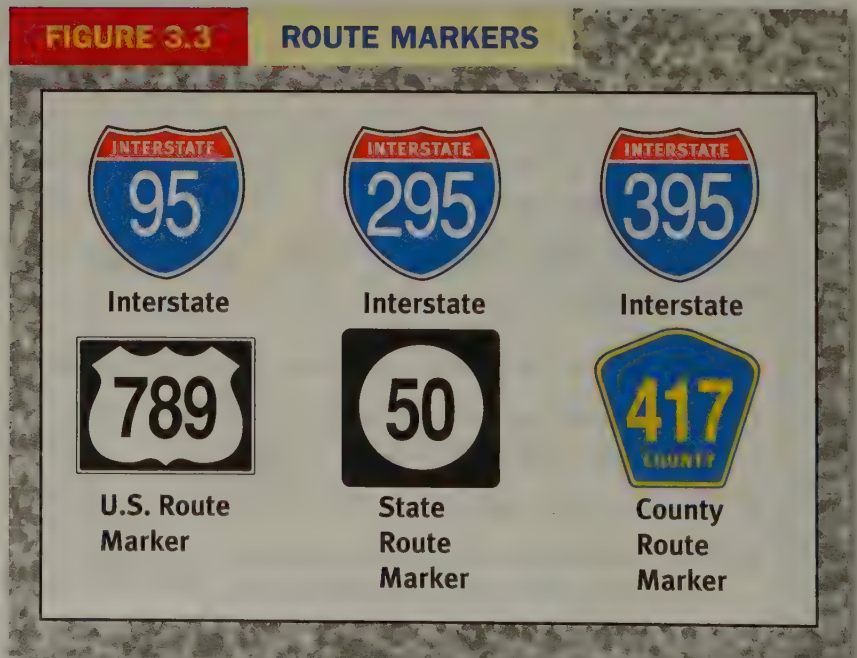 FIGURE 3.3
ROUTE MARKERS
INTERSTATE
95
Interstate
INTERSTATE
295
Interstate
INTERSTATE
395
Interstate
789
U.S. Route
Marker
50
State
Route
Marker
417
COUNTY
County
Route
Marker